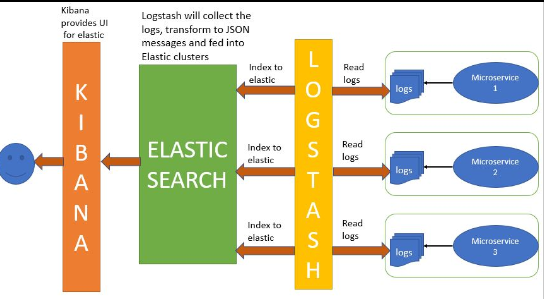 Kibana
provides UI
for elastic
Logstash will collect the
logs, transform to JSON
messages and fed into
Elastic clusters
KIBANA
ELASTIC
SEARCH
LOGSTASH
Index to
elastic
Read
logs
logs
Microservice
1
Index to
elastic
Read
logs
logs
Microservice
2
Index to
elastic
Read
logs
logs
Microservice
3